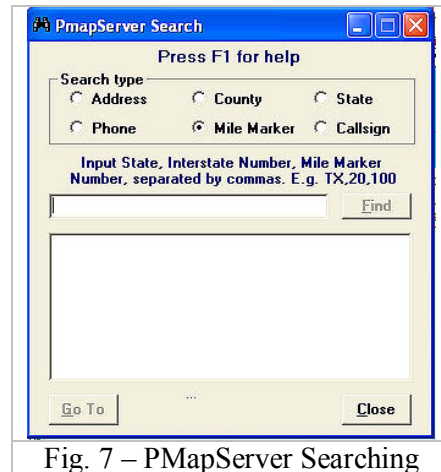 PmapServer Search
Press F1 for help
Search type
Address County State
Phone Mile Marker Callsign
Input State, Interstate Number, Mile Marker
Number, separated by commas. E.g. TX,20,100
Find
Go To ... Close
Fig. 7 – PMapServer Searching